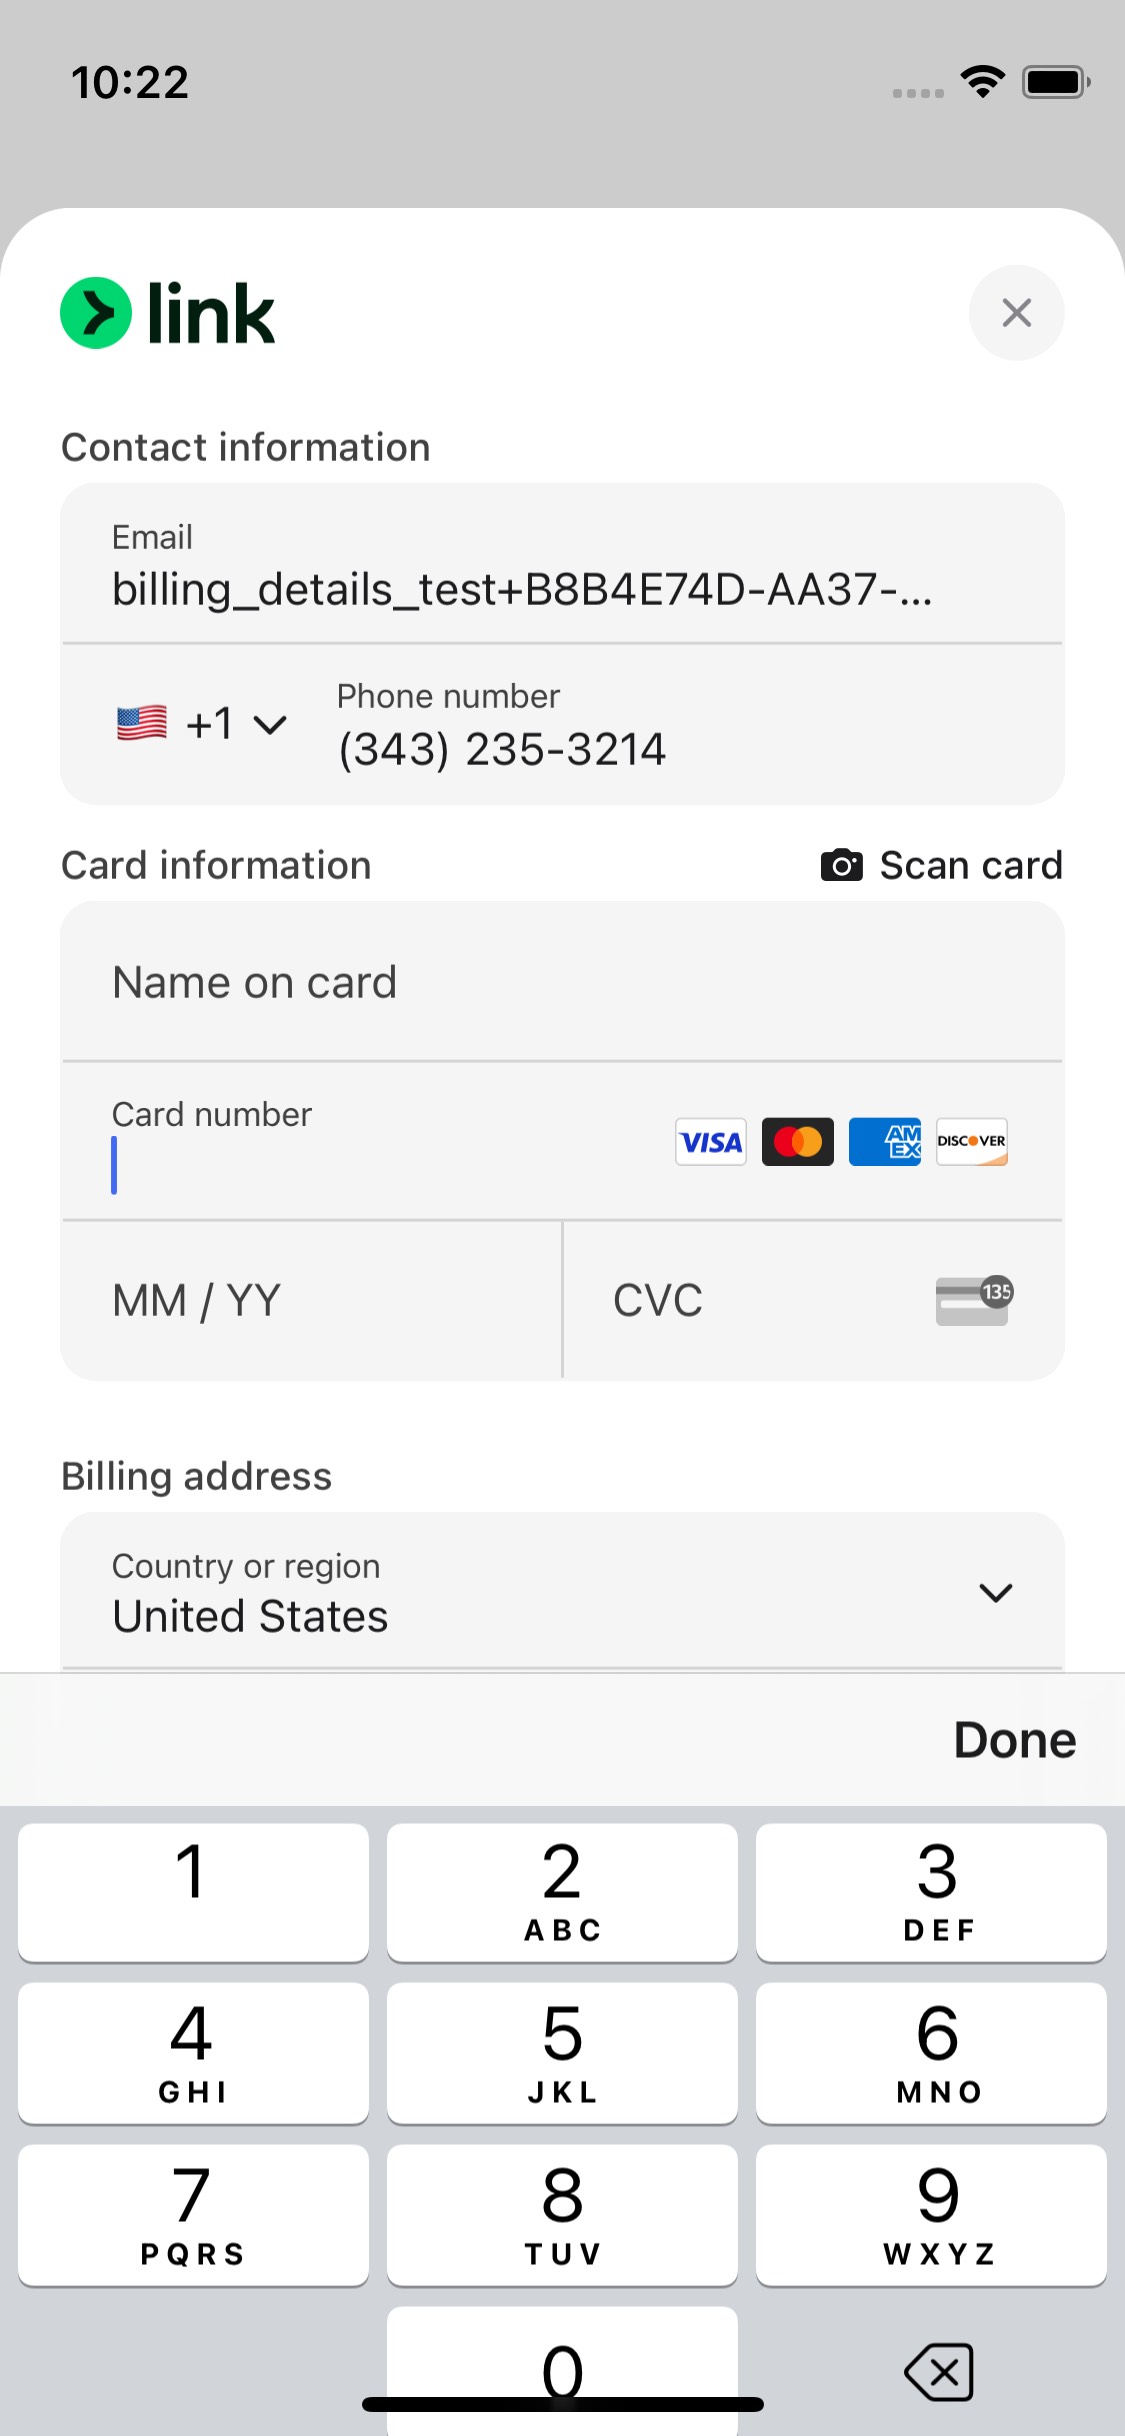 10:22
link
Contact information
Email
billing_details_test+B8B4E74D-AA37-...
+1
Phone number
(343) 235-3214
Card information
Scan card
Name on card
Card number
VISA
AM
EX
DISCOVER
MM / YY
CVC
135
Billing address
Country or region
United States
Done
1
2
ABC
3
DEF
4
GHI
5
JKL
6
MNO
7
PQRS
8
TUV
9
WXYZ
0